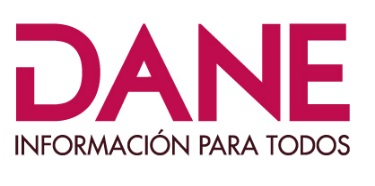 DANE
INFORMACIÓN PARA TODOS